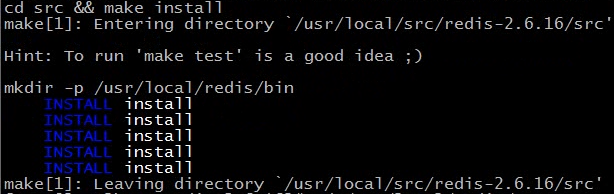 cd src && make install
make[1]: Entering directory `/usr/local/src/redis-2.6.16/src'
Hint: To run 'make test' is a good idea ;)
mkdir -p /usr/local/redis/bin
INSTALL install
INSTALL install
INSTALL install
INSTALL install
INSTALL install
make[1]: Leaving directory `/usr/local/src/redis-2.6.16/src'